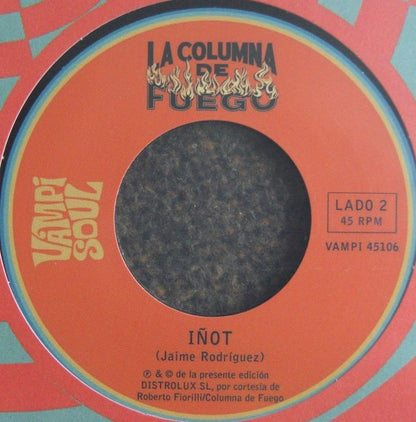 LA COLUMNA
DE
FUEGO
VAMPI
SOUL
LADO 2
45 RPM
VAMPI 45106
IÑOT
(Jaime Rodríguez)
℗ & © de la presente edición
DISTROLUX SL, por cortesía de
Roberto Fiorilli/Columna de Fuego